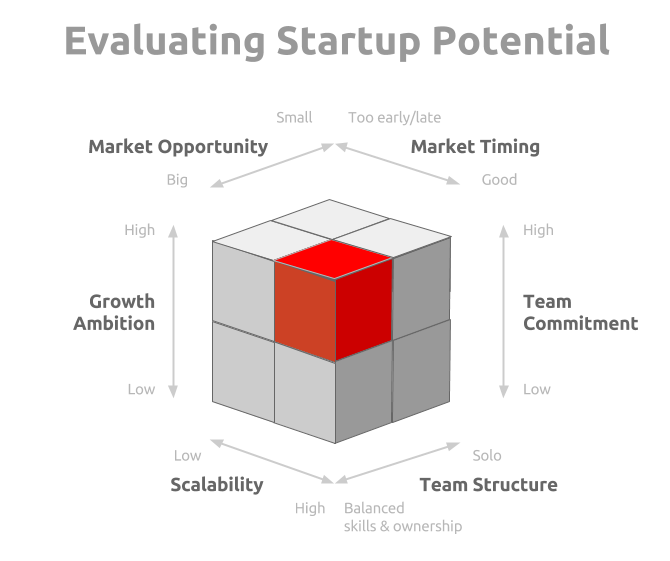 Evaluating Startup Potential
Small
Too early/late
Market Opportunity
Market Timing
Big
Good
High
High
Growth
Ambition
Team
Commitment
Low
Low
Low
Solo
Scalability
Team Structure
High
Balanced
skills & ownership